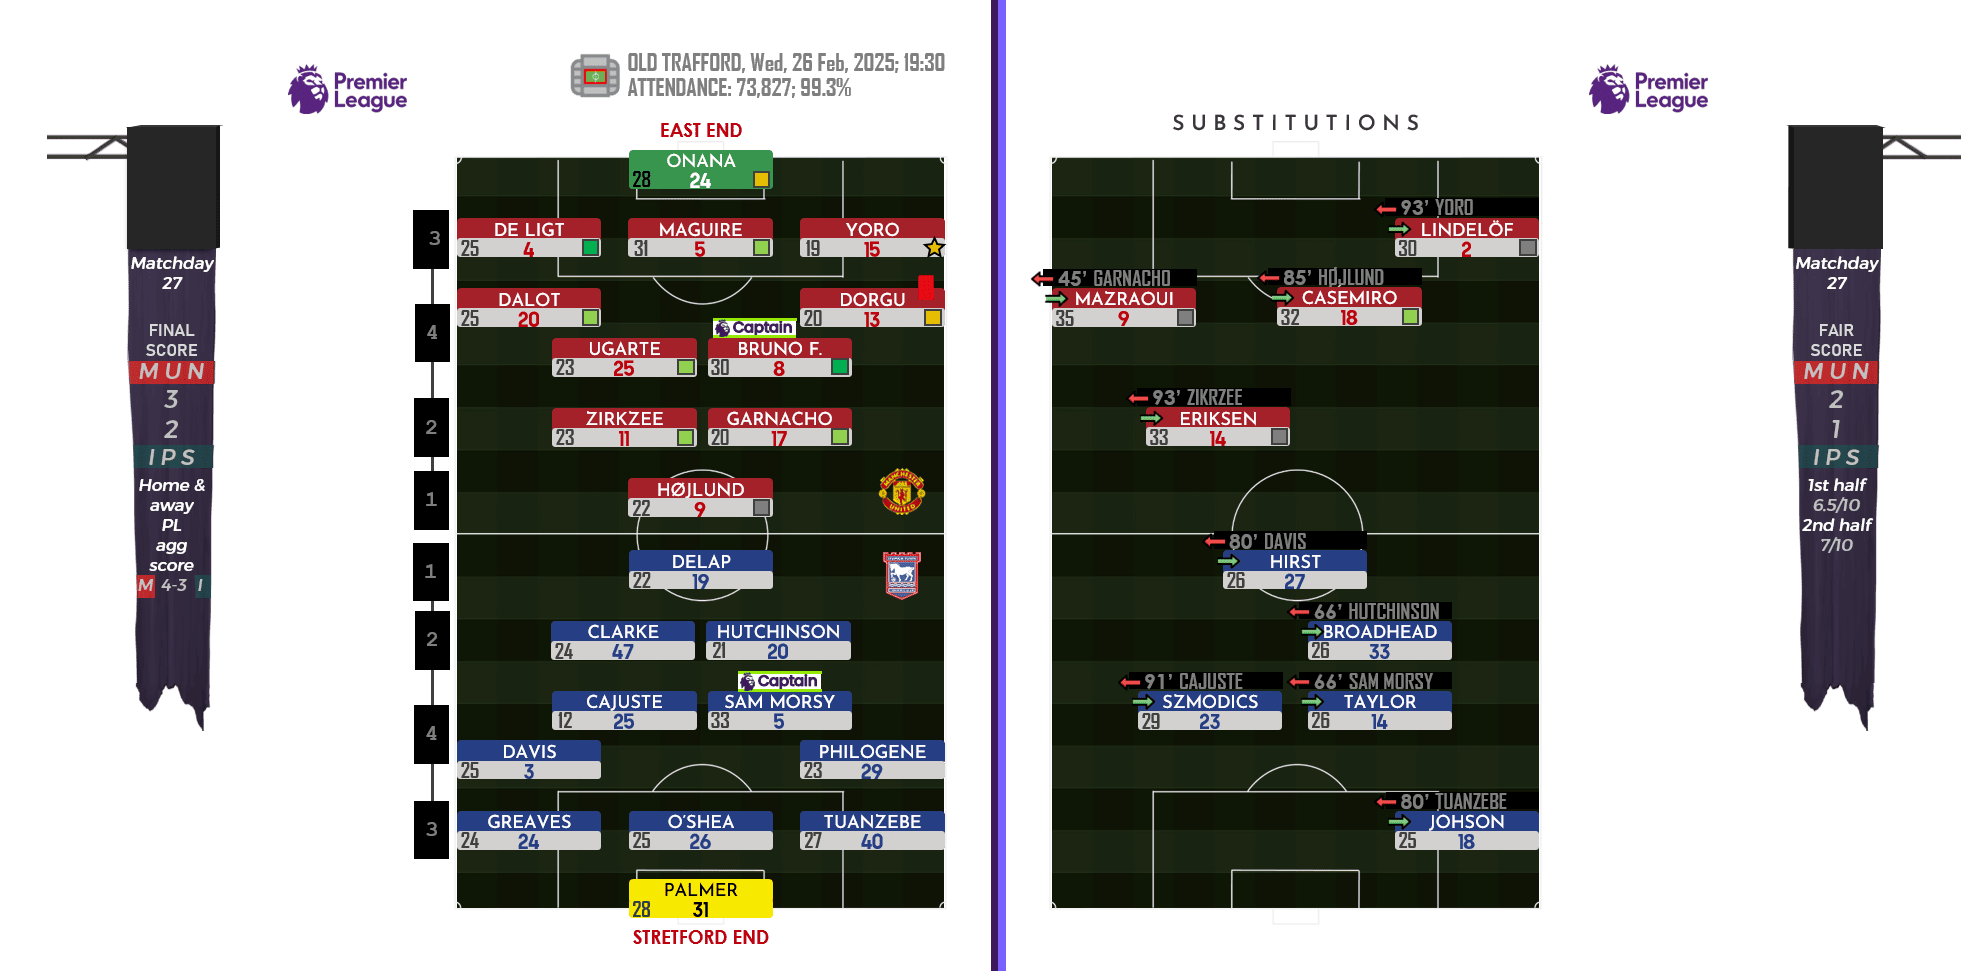 Premier
League
OLD TRAFFORD, Wed, 26 Feb, 2025; 19:30
ATTENDANCE: 73,827; 99.3%
EAST END
ONANA
28 24
3
DE LIGT
25 4
MAGUIRE
31 5
YORO
19 15
4
DALOT
25 20
DORGU
20 13
Captain
UGARTE
23 25
BRUNO F.
30 8
2
ZIRKZEE
23 11
GARNACHO
20 17
1
HØJLUND
22 9
MANCHESTER
UNITED
1
DELAP
22 19
2
CLARKE
24 47
HUTCHINSON
21 20
Captain
4
CAJUSTE
12 25
SAM MORSY
33 5
DAVIS
25 3
PHILOGENE
23 29
3
GREAVES
24 24
O'SHEA
25 26
TUANZEBE
27 40
PALMER
28 31
STRETFORD END
Matchday
27
FINAL
SCORE
MUN
3
2
IPS
Home &
away
PL
agg
score
M 4-3 I
Premier
League
SUBSTITUTIONS
93' YORO
LINDELÖF
30 2
45' GARNACHO
MAZRAOUI
35 9
85' HØJLUND
CASEMIRO
32 18
93' ZIKRZEE
ERIKSEN
33 14
80' DAVIS
HIRST
26 27
66' HUTCHINSON
BROADHEAD
26 33
91' CAJUSTE
SZMODICS
29 23
66' SAM MORSY
TAYLOR
26 14
80' TUANZEBE
JOHSON
25 18
Matchday
27
FAIR
SCORE
MUN
2
1
IPS
1st half
6.5/10
2nd half
7/10